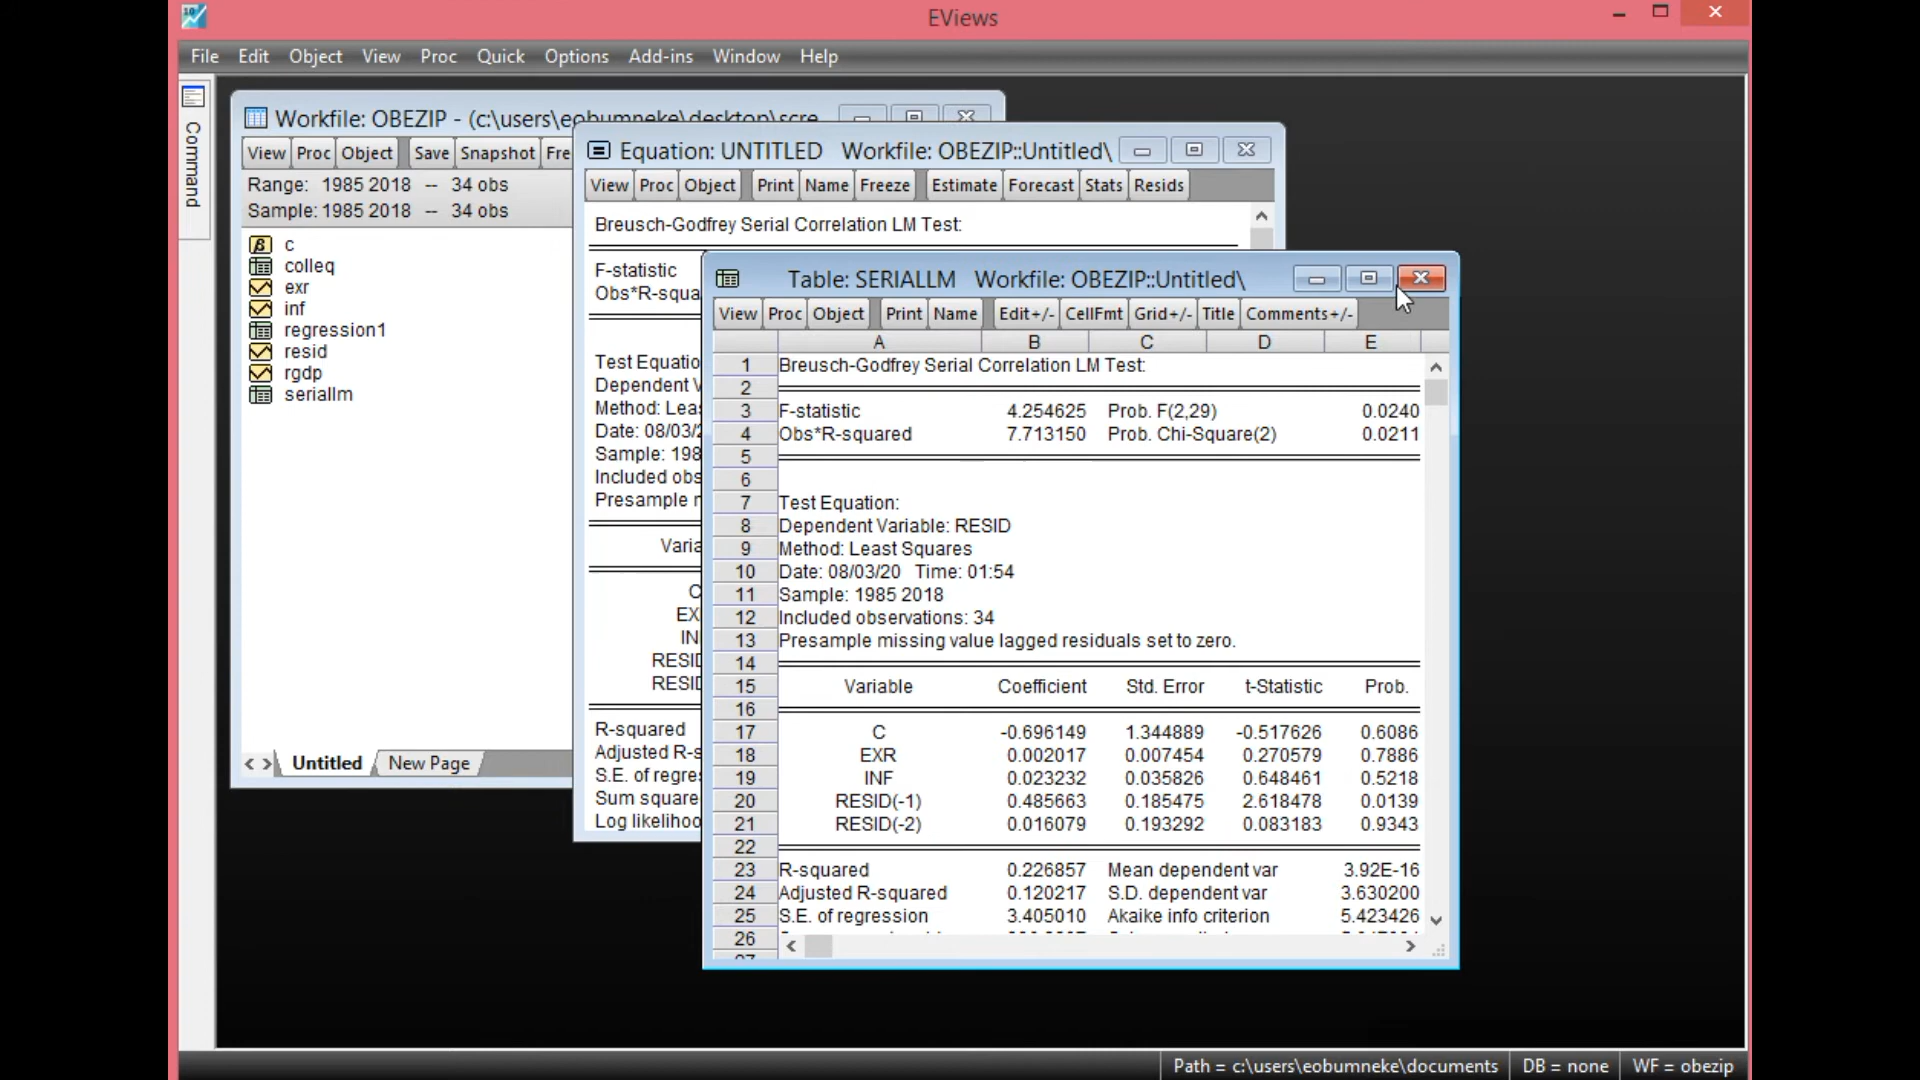 EViews
File Edit Object View Proc Quick Options Add-ins Window Help
Command
Workfile: OBEZIP - (c:\users\eobumneke\desktop\scre
View Proc Object Save Snapshot Fre
Range: 1985 2018 -- 34 obs
Sample: 1985 2018 -- 34 obs
c
colleq
exr
inf
regression1
resid
rgdp
seriallm
Untitled New Page
Equation: UNTITLED Workfile: OBEZIP::Untitled\
View Proc Object Print Name Freeze Estimate Forecast Stats Resids
Breusch-Godfrey Serial Correlation LM Test:
F-statistic
Obs*R-squa
Test Equatio
Dependent V
Method: Leas
Date: 08/03/2
Sample: 198
Included obs
Presample m
Varia
C
EX
IN
RESID
RESID
R-squared
Adjusted R-s
S.E. of regres
Sum square
Log likelihoo
Table: SERIALLM Workfile: OBEZIP::Untitled\
View Proc Object Print Name Edit+/- CellFmt Grid+/- Title Comments+/-
A B C D E
1 Breusch-Godfrey Serial Correlation LM Test:
2
3 F-statistic 4.254625 Prob. F(2,29) 0.0240
4 Obs*R-squared 7.713150 Prob. Chi-Square(2) 0.0211
5
6
7 Test Equation:
8 Dependent Variable: RESID
9 Method: Least Squares
10 Date: 08/03/20 Time: 01:54
11 Sample: 1985 2018
12 Included observations: 34
13 Presample missing value lagged residuals set to zero.
14
15 Variable Coefficient Std. Error t-Statistic Prob.
16
17 C -0.696149 1.344889 -0.517626 0.6086
18 EXR 0.002017 0.007454 0.270579 0.7886
19 INF 0.023232 0.035826 0.648461 0.5218
20 RESID(-1) 0.485663 0.185475 2.618478 0.0139
21 RESID(-2) 0.016079 0.193292 0.083183 0.9343
22
23 R-squared 0.226857 Mean dependent var 3.92E-16
24 Adjusted R-squared 0.120217 S.D. dependent var 3.630200
25 S.E. of regression 3.405010 Akaike info criterion 5.423426
26
Path = c:\users\eobumneke\documents DB = none WF = obezip